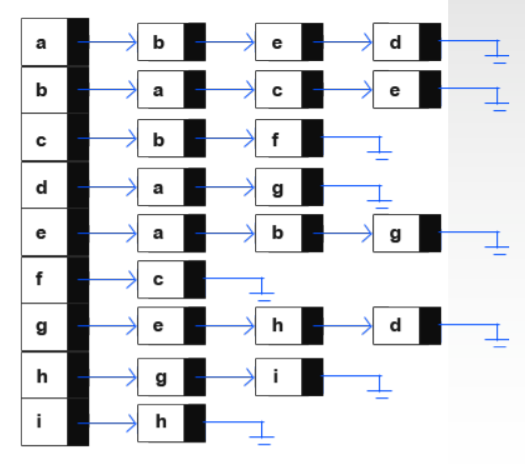 a b e d
b a c e
c b f
d a g
e a b g
f c
g e h d
h g i
i h